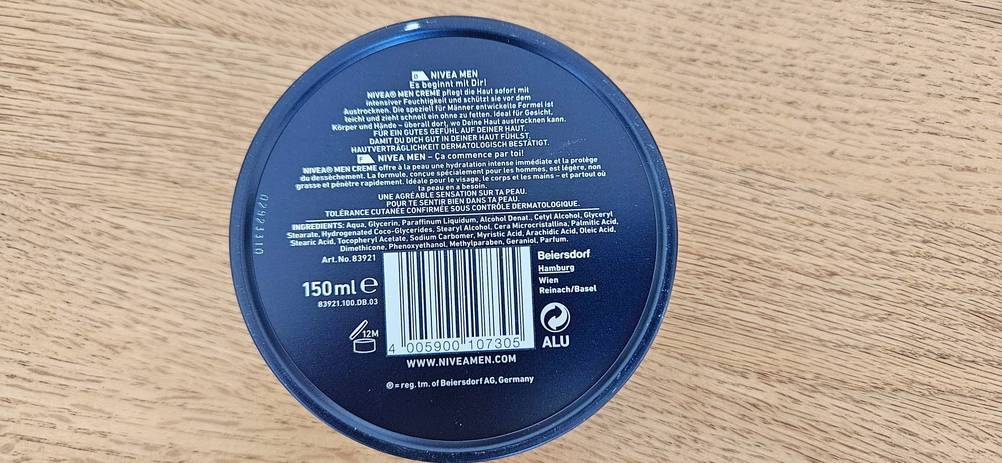 D NIVEA MEN
Es beginnt mit Dir!
NIVEA® MEN CREME pflegt die Haut sofort mit
intensiver Feuchtigkeit und schützt sie vor dem
Austrocknen. Die speziell für Männer entwickelte Formel ist
leicht und zieht schnell ein ohne zu fetten. Ideal für Gesicht,
Körper und Hände – überall dort, wo Deine Haut austrocknen kann.
FÜR EIN GUTES GEFÜHL AUF DEINER HAUT.
DAMIT DU DICH GUT IN DEINER HAUT FÜHLST.
HAUTVERTRÄGLICHKEIT DERMATOLOGISCH BESTÄTIGT.
F NIVEA MEN – Ça commence par toi!
NIVEA® MEN CREME offre à la peau une hydratation intense immédiate et la protège
du dessèchement. La formule, conçue spécialement pour les hommes, est légère, non
grasse et pénètre rapidement. Idéale pour le visage, le corps et les mains – et partout où
ta peau en a besoin.
UNE AGRÉABLE SENSATION SUR TA PEAU.
POUR TE SENTIR BIEN DANS TA PEAU.
TOLÉRANCE CUTANÉE CONFIRMÉE SOUS CONTRÔLE DERMATOLOGIQUE.
INGREDIENTS: Aqua, Glycerin, Paraffinum Liquidum, Alcohol Denat., Cetyl Alcohol, Glyceryl
Stearate, Hydrogenated Coco-Glycerides, Stearyl Alcohol, Cera Microcristallina, Palmitic Acid,
Stearic Acid, Tocopheryl Acetate, Sodium Carbomer, Myristic Acid, Arachidic Acid, Oleic Acid,
Dimethicone, Phenoxyethanol, Methylparaben, Geraniol, Parfum.
Art.No. 83921
150 ml e
83921.100.DB.03
12M
4 005900 107305
Beiersdorf
Hamburg
Wien
Reinach/Basel
ALU
WWW.NIVEAMEN.COM
® = reg. tm. of Beiersdorf AG, Germany